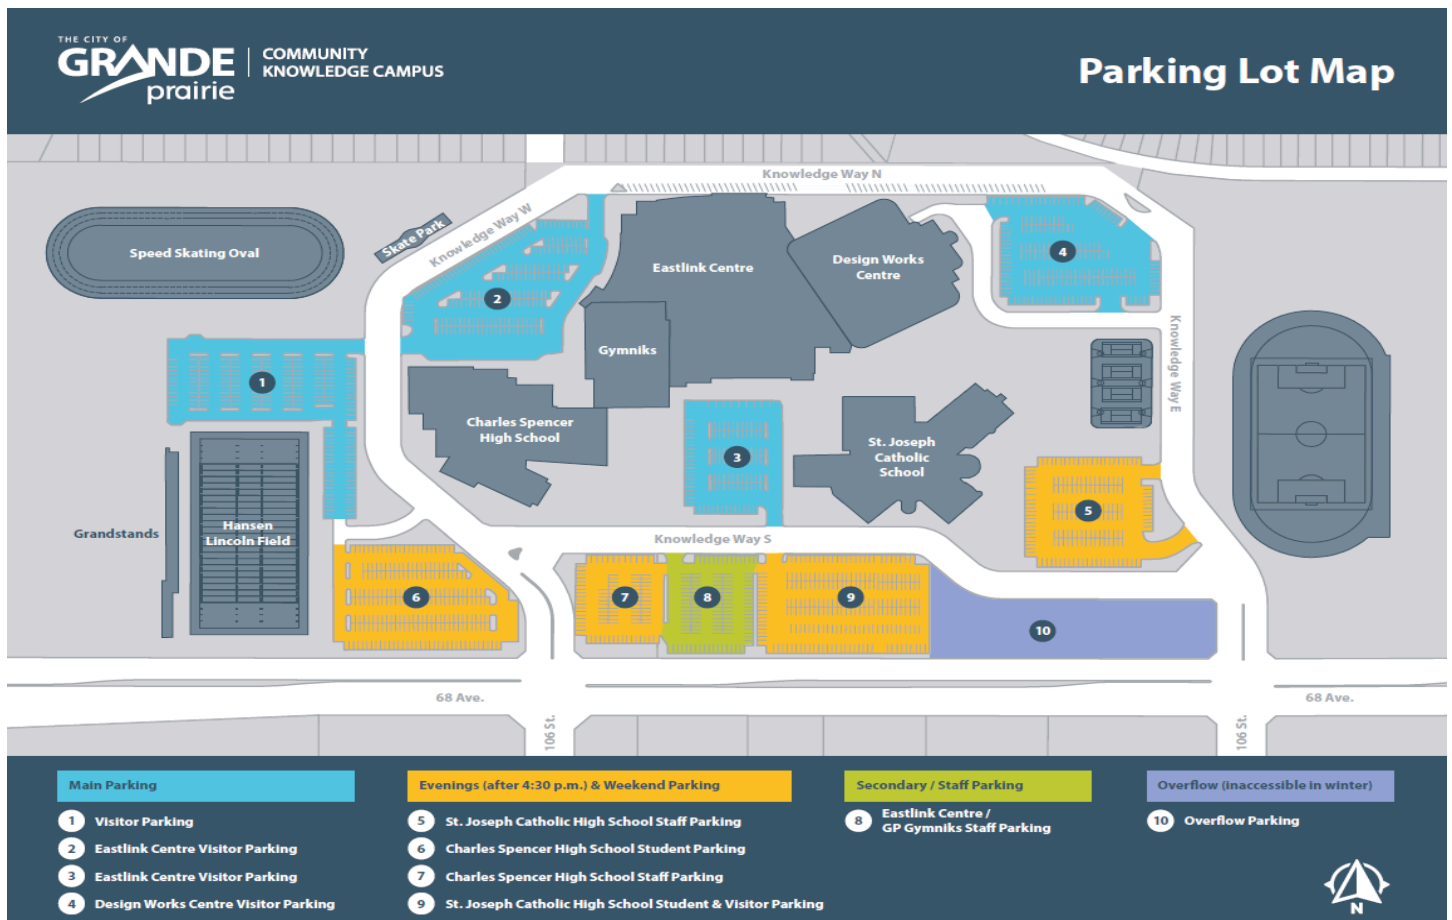 THE CITY OF
GRANDE
prairie
COMMUNITY
KNOWLEDGE CAMPUS
Parking Lot Map
Knowledge Way N
Skate Park
Knowledge Way W
Speed Skating Oval
Eastlink Centre
Design Works
Centre
4
2
Gymniks
Knowledge Way E
1
Charles Spencer
High School
3
St. Joseph
Catholic
School
5
Grandstands
Hansen
Lincoln Field
Knowledge Way S
6
7
8
9
10
68 Ave.
68 Ave.
106 St.
106 St.
Main Parking
1 Visitor Parking
2 Eastlink Centre Visitor Parking
3 Eastlink Centre Visitor Parking
4 Design Works Centre Visitor Parking
Evenings (after 4:30 p.m.) & Weekend Parking
5 St. Joseph Catholic High School Staff Parking
6 Charles Spencer High School Student Parking
7 Charles Spencer High School Staff Parking
9 St. Joseph Catholic High School Student & Visitor Parking
Secondary / Staff Parking
8 Eastlink Centre /
GP Gymniks Staff Parking
Overflow (inaccessible in winter)
10 Overflow Parking
N